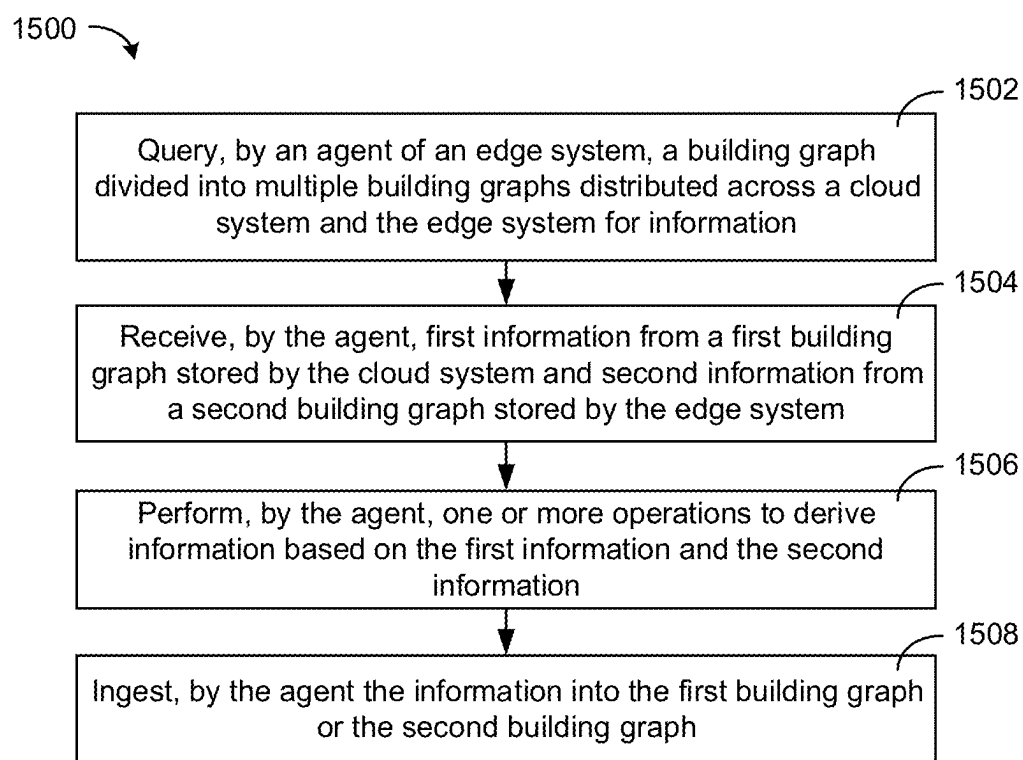 1500
1502
Query, by an agent of an edge system, a building graph
divided into multiple building graphs distributed across a cloud
system and the edge system for information
1504
Receive, by the agent, first information from a first building
graph stored by the cloud system and second information from
a second building graph stored by the edge system
1506
Perform, by the agent, one or more operations to derive
information based on the first information and the second
information
1508
Ingest, by the agent the information into the first building graph
or the second building graph